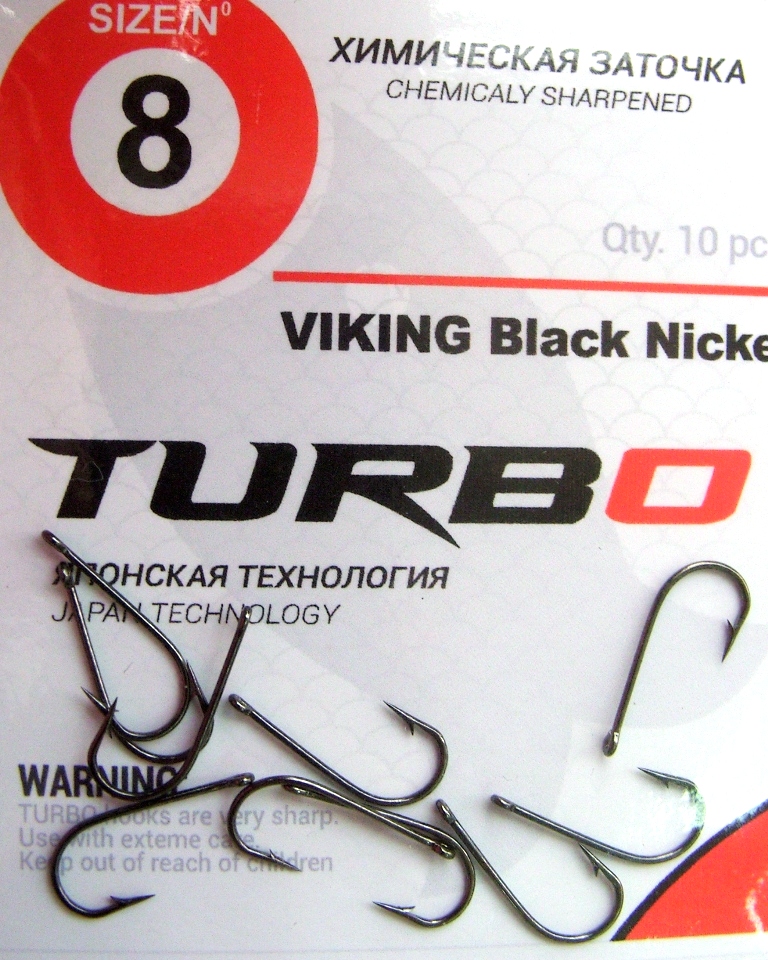 SIZE/N⁰
8
ХИМИЧЕСКАЯ ЗАТОЧКА
CHEMICALY SHARPENED
Qty. 10 pc
VIKING Black Nicke
TURBO
ЯПОНСКАЯ ТЕХНОЛОГИЯ
JAPAN TECHNOLOGY
WARNING
TURBO hooks are very sharp.
Use with exteme care.
Keep out of reach of children